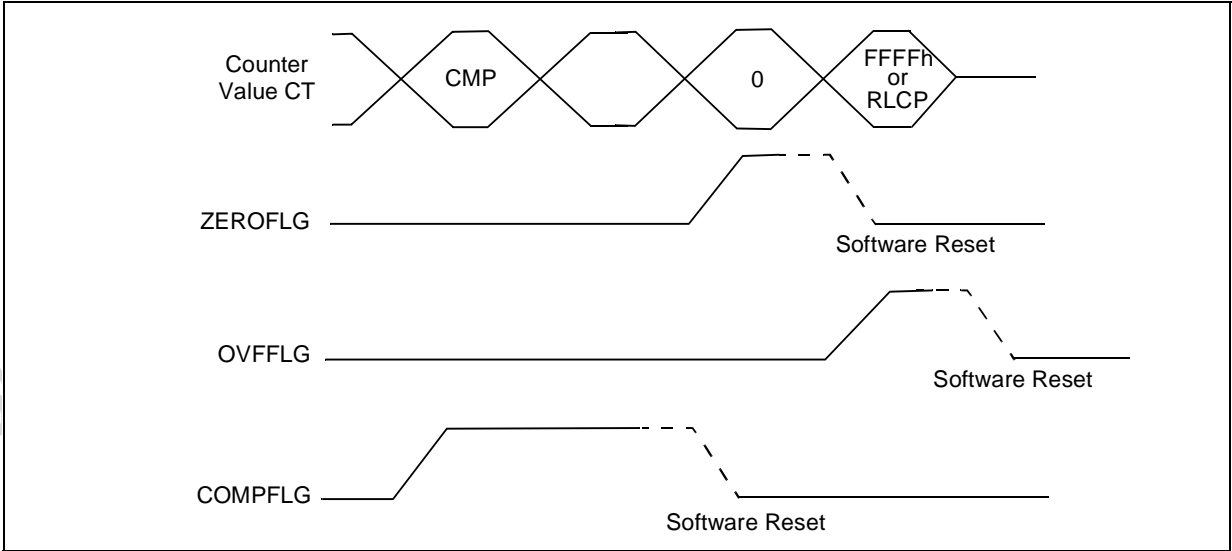 Counter
Value CT
CMP
0
FFFFh
or
RLCP
ZEROFLG
Software Reset
OVFFLG
Software Reset
COMPFLG
Software Reset